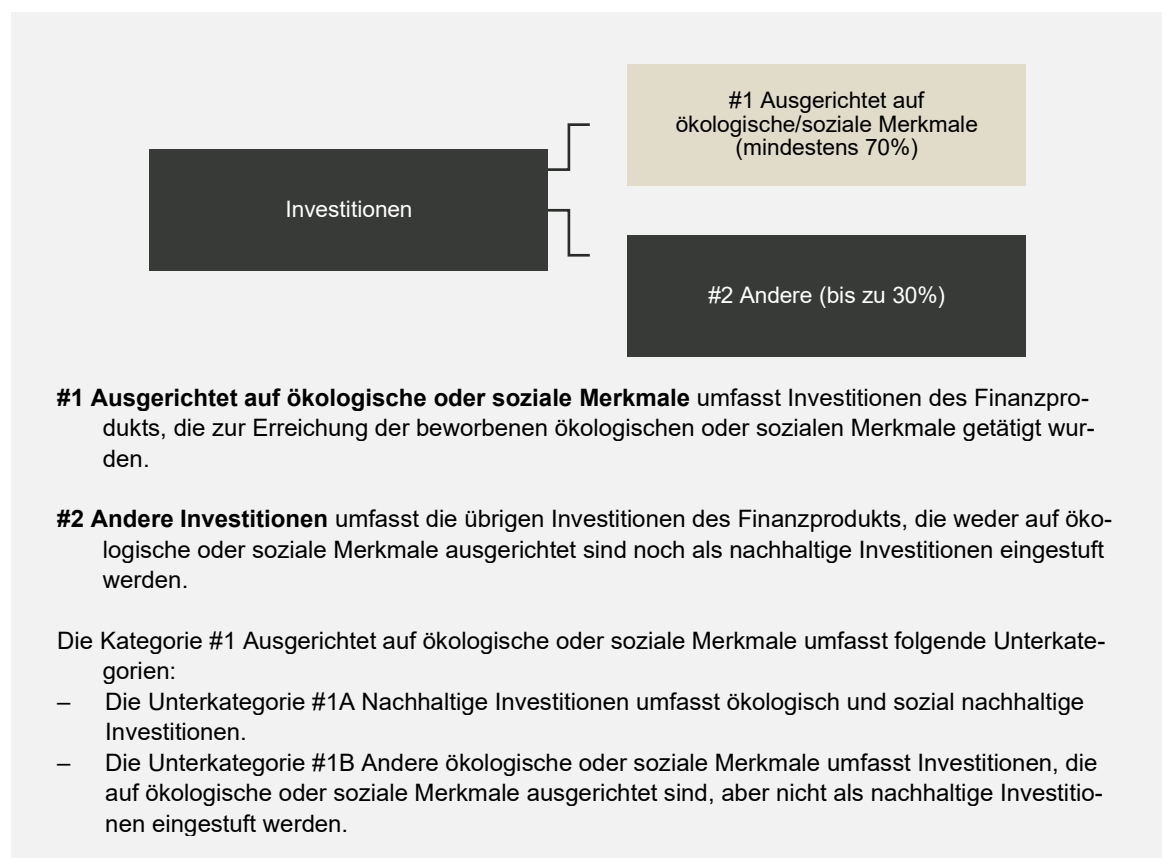 #1 Ausgerichtet auf
ökologische/soziale Merkmale
(mindestens 70%)
Investitionen
#2 Andere (bis zu 30%)
#1 Ausgerichtet auf ökologische oder soziale Merkmale umfasst Investitionen des Finanzpro-
dukts, die zur Erreichung der beworbenen ökologischen oder sozialen Merkmale getätigt wur-
den.
#2 Andere Investitionen umfasst die übrigen Investitionen des Finanzprodukts, die weder auf öko-
logische oder soziale Merkmale ausgerichtet sind noch als nachhaltige Investitionen eingestuft
werden.
Die Kategorie #1 Ausgerichtet auf ökologische oder soziale Merkmale umfasst folgende Unterkate-
gorien:
– Die Unterkategorie #1A Nachhaltige Investitionen umfasst ökologisch und sozial nachhaltige
Investitionen.
– Die Unterkategorie #1B Andere ökologische oder soziale Merkmale umfasst Investitionen, die
auf ökologische oder soziale Merkmale ausgerichtet sind, aber nicht als nachhaltige Investitio-
nen eingestuft werden.